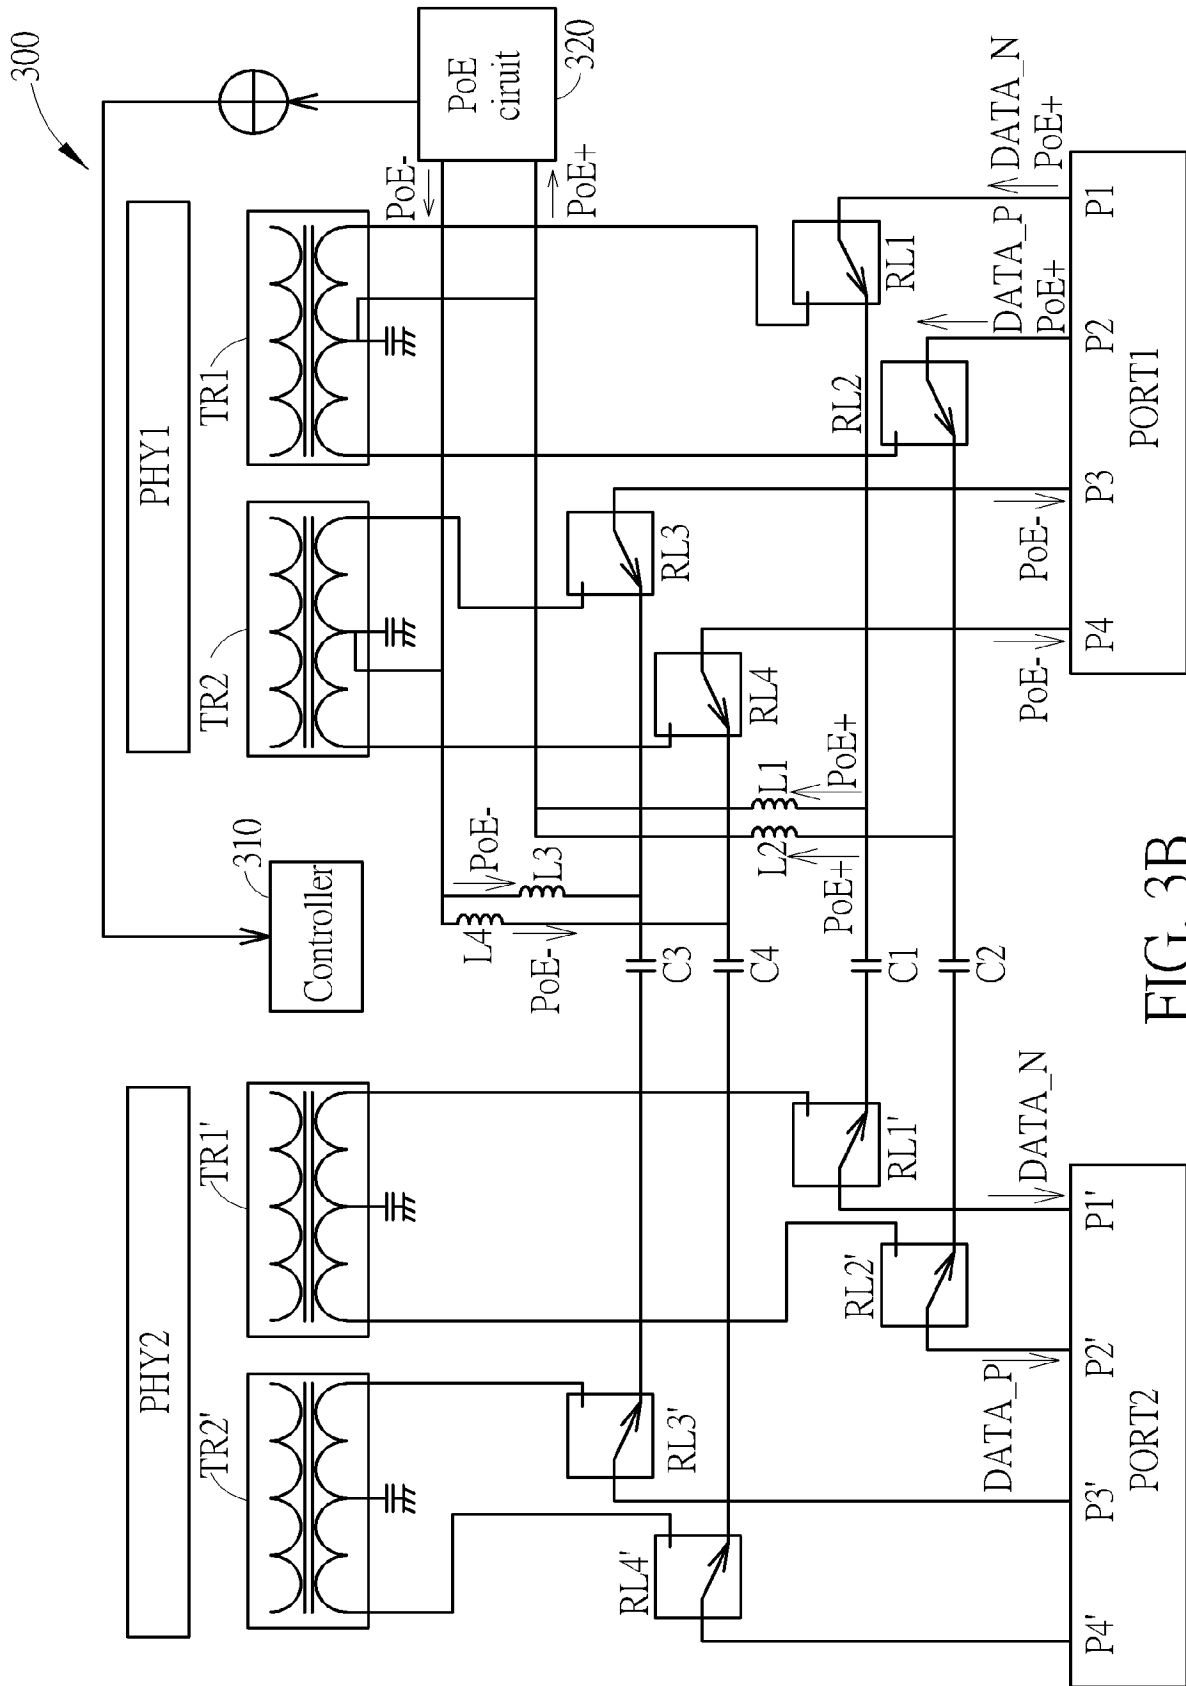 300
PHY2
PHY1
TR2'
TR1'
310
Controller
TR2
TR1
PoE
ciruit
320
PoE-
PoE+
PoE-
L3
L4
PoE-
RL3
RL4
RL3'
RL4'
C3
C4
L1
L2
PoE+
PoE+
RL1
RL2
RL1'
RL2'
C1
C2
DATA_N
DATA_P
DATA_P
PoE+
DATA_N
PoE+
PoE-
PoE-
P4'
P3'
P2'
P1'
PORT2
P4
P3
P2
P1
PORT1
FIG. 3B